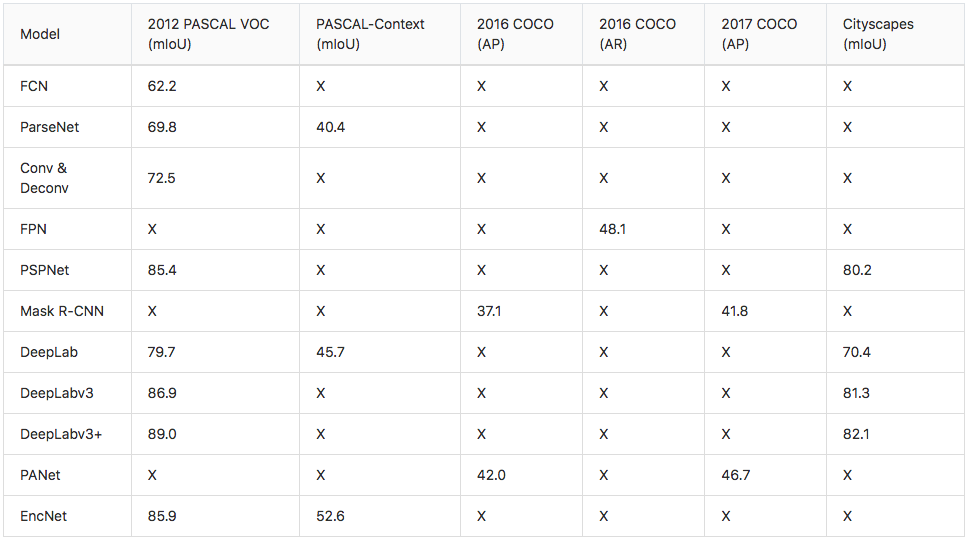 Model 2012 PASCAL VOC (mIoU) PASCAL-Context (mIoU) 2016 COCO (AP) 2016 COCO (AR) 2017 COCO (AP) Cityscapes (mIoU)
FCN 62.2 X X X X X
ParseNet 69.8 40.4 X X X X
Conv & Deconv 72.5 X X X X X
FPN X X X 48.1 X X
PSPNet 85.4 X X X X 80.2
Mask R-CNN X X 37.1 X 41.8 X
DeepLab 79.7 45.7 X X X 70.4
DeepLabv3 86.9 X X X X 81.3
DeepLabv3+ 89.0 X X X X 82.1
PANet X X 42.0 X 46.7 X
EncNet 85.9 52.6 X X X X